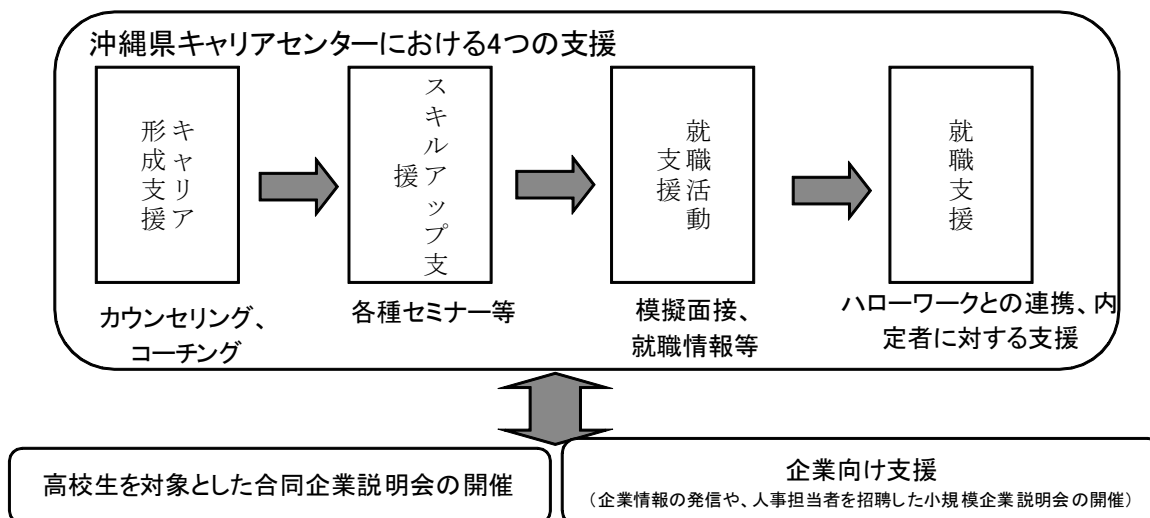 沖縄県キャリアセンターにおける4つの支援
キャリア
形成支援
スキルアップ支
援
就職活動
支援
就職支援
カウンセリング、
コーチング
各種セミナー等
模擬面接、
就職情報等
ハローワークとの連携、内
定者に対する支援
高校生を対象とした合同企業説明会の開催
企業向け支援
（企業情報の発信や、人事担当者を招聘した小規模企業説明会の開催）